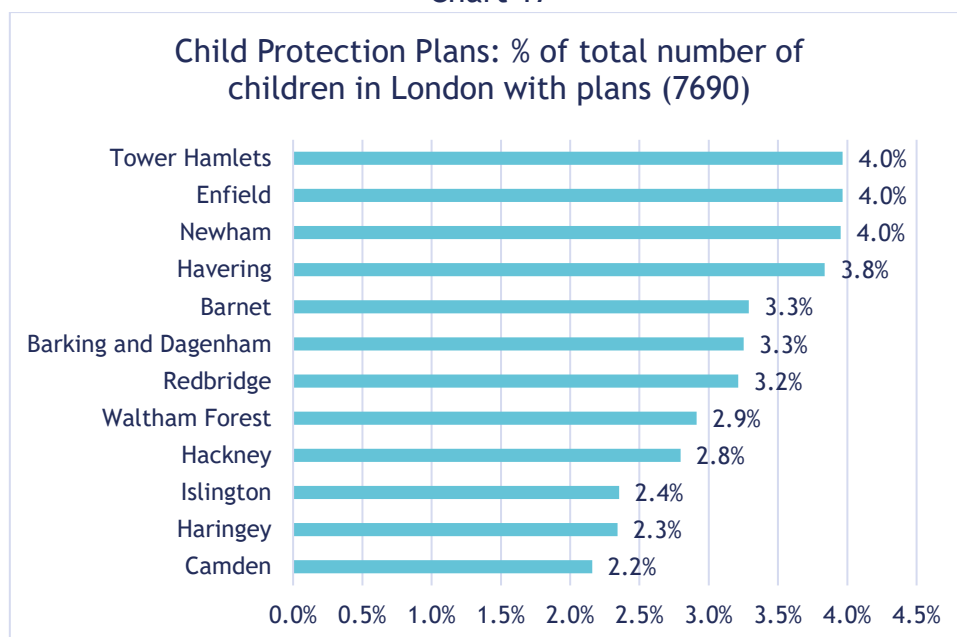 Child Protection Plans: % of total number of
children in London with plans (7690)
Tower Hamlets 4.0%
Enfield 4.0%
Newham 4.0%
Havering 3.8%
Barnet 3.3%
Barking and Dagenham 3.3%
Redbridge 3.2%
Waltham Forest 2.9%
Hackney 2.8%
Islington 2.4%
Haringey 2.3%
Camden 2.2%
0.0% 0.5% 1.0% 1.5% 2.0% 2.5% 3.0% 3.5% 4.0% 4.5%